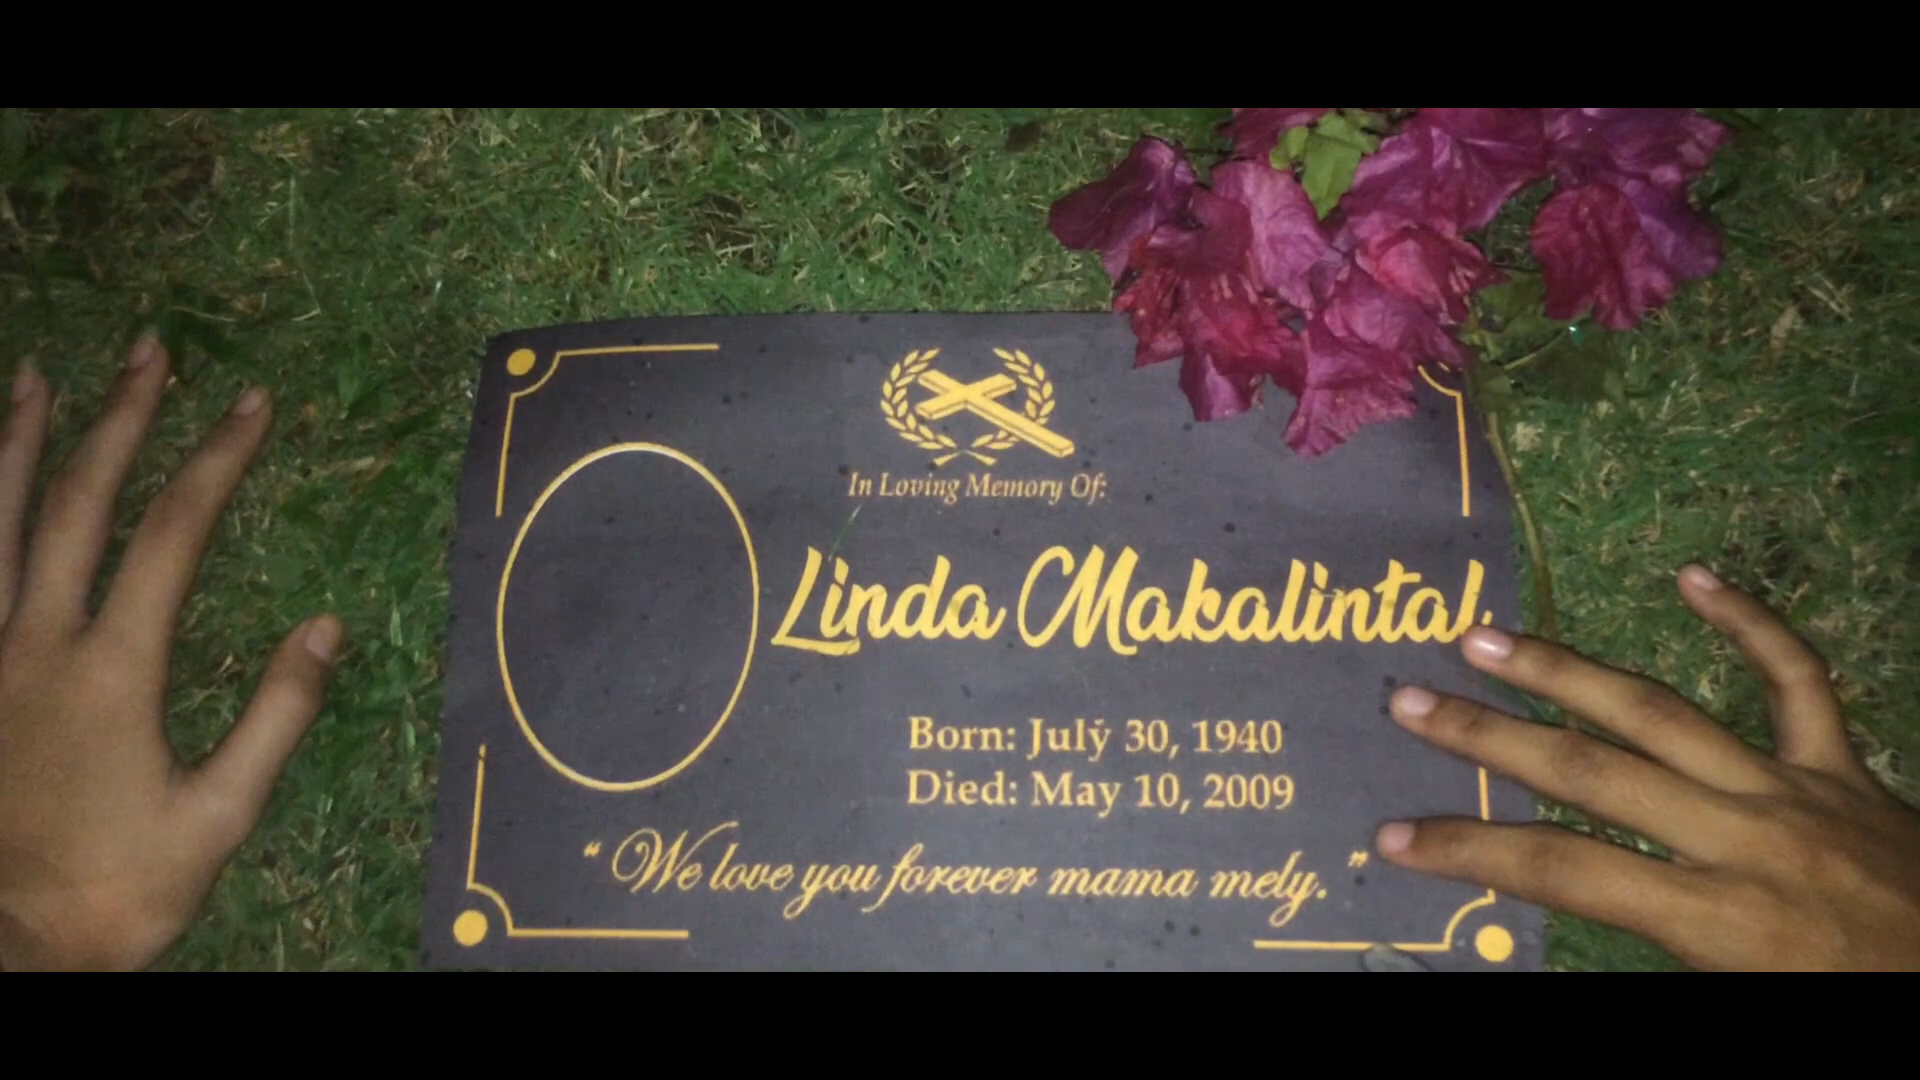 In Loving Memory Of:
Linda Makalintal
Born: July 30, 1940
Died: May 10, 2009
“ We love you forever mama mely. ”